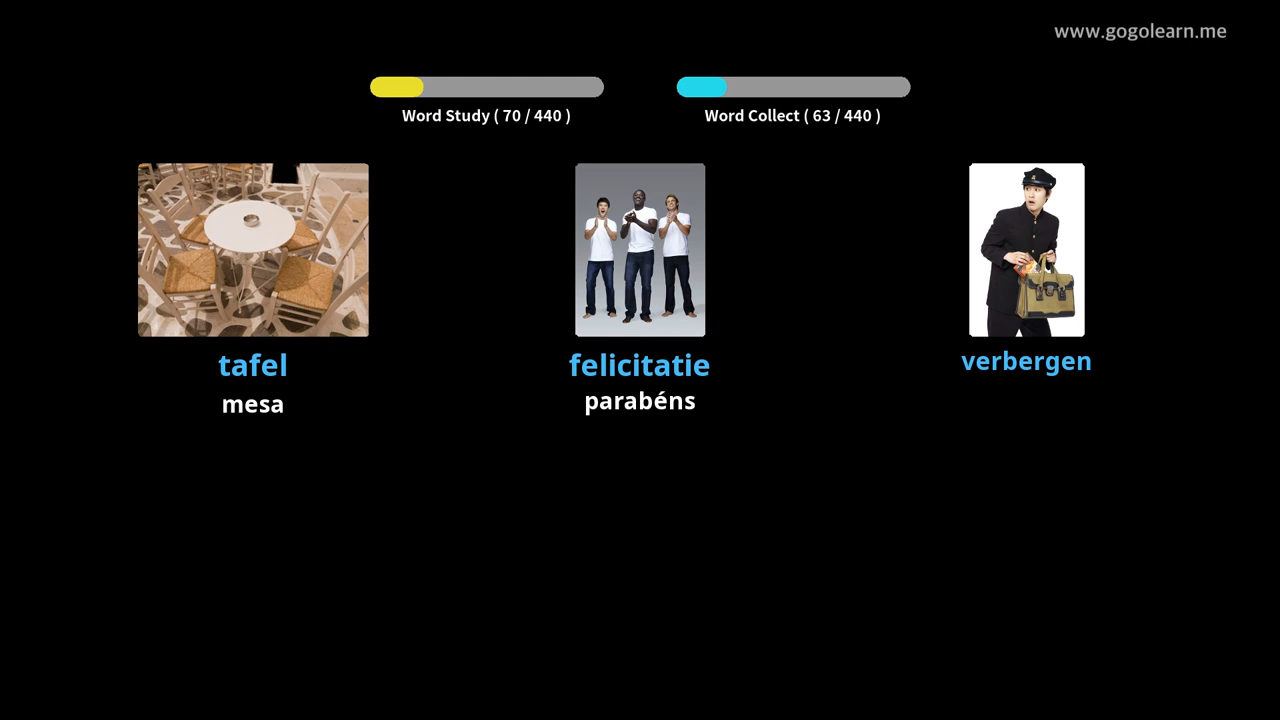 www.gogolearn.me
Word Study ( 70 / 440 )
Word Collect ( 63 / 440 )
tafel
mesa
felicitatie
parabéns
verbergen